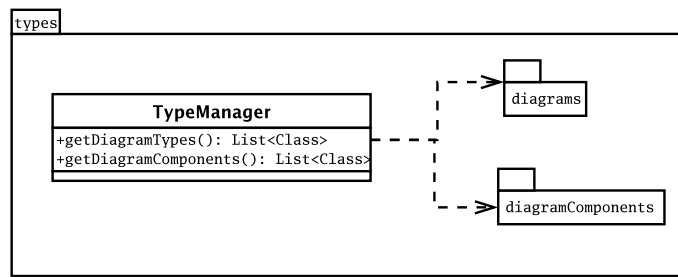 types
TypeManager
+getDiagramTypes(): List<Class>
+getDiagramComponents(): List<Class>
diagrams
diagramComponents